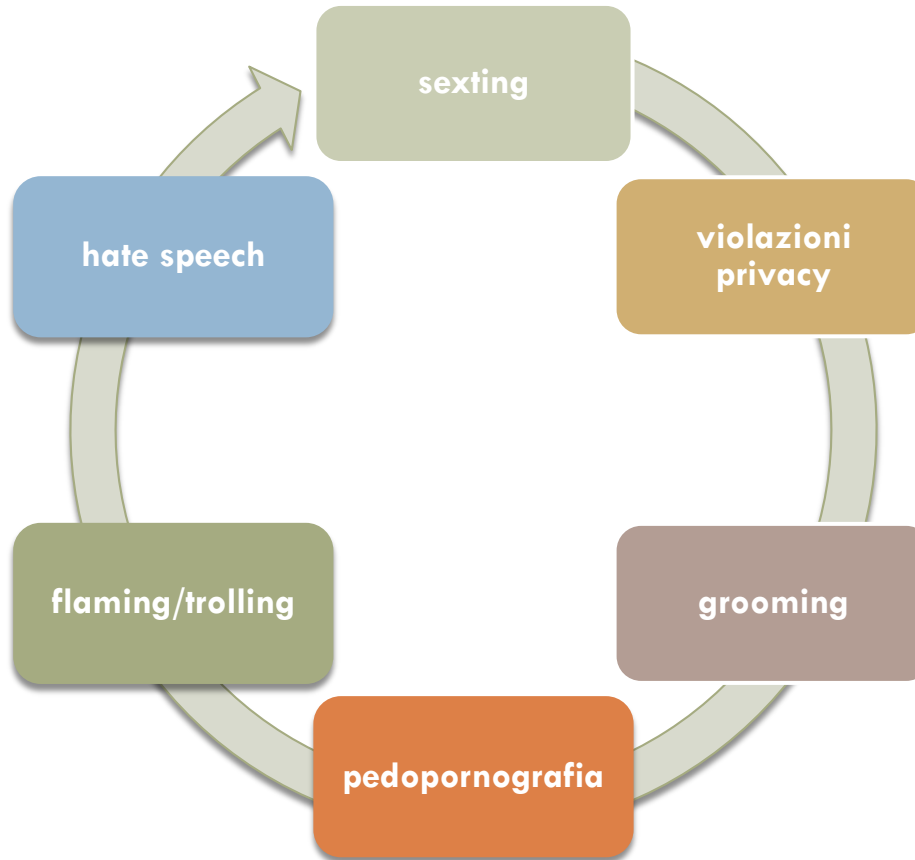 sexting
violazioni
privacy
grooming
pedopornografia
flaming/trolling
hate speech